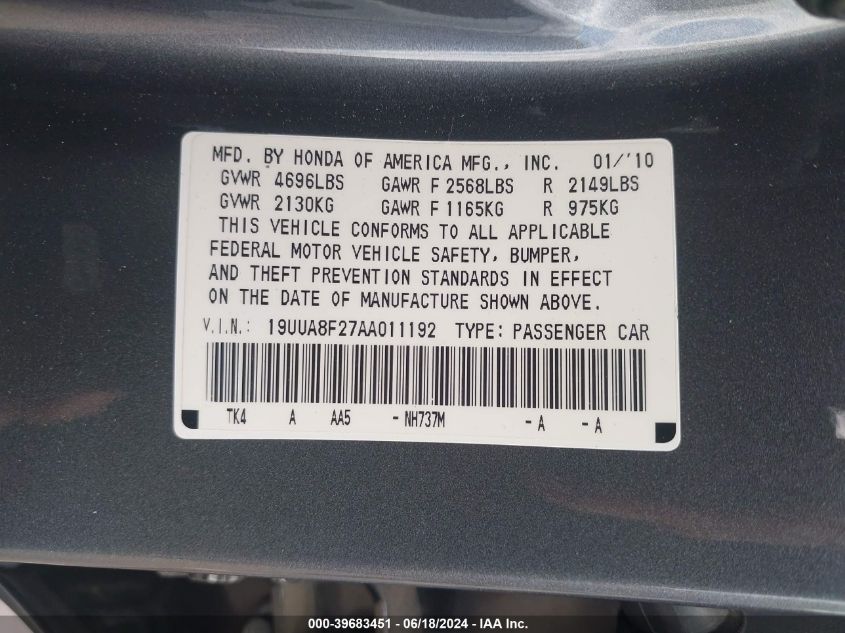 MFD. BY HONDA OF AMERICA MFG., INC. 01/'10
GVWR 4696LBS GAWR F 2568LBS R 2149LBS
GVWR 2130KG GAWR F 1165KG R 975KG
THIS VEHICLE CONFORMS TO ALL APPLICABLE
FEDERAL MOTOR VEHICLE SAFETY, BUMPER,
AND THEFT PREVENTION STANDARDS IN EFFECT
ON THE DATE OF MANUFACTURE SHOWN ABOVE.
V.I.N.: 19UUA8F27AA011192 TYPE: PASSENGER CAR
TK4 A AA5 - NH737M - A - A
000-39683451 - 06/18/2024 - IAA Inc.